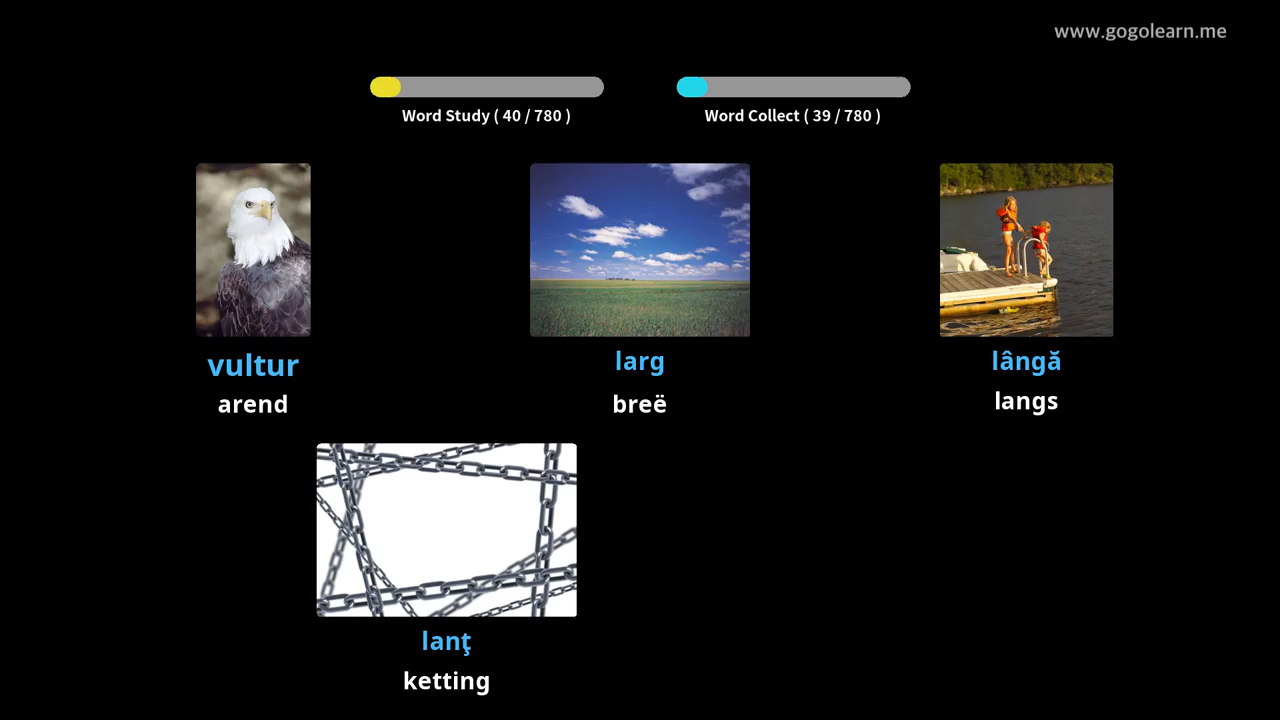 www.gogolearn.me
Word Study ( 40 / 780 )
Word Collect ( 39 / 780 )
vultur
arend
larg
breë
lângă
langs
lanţ
ketting